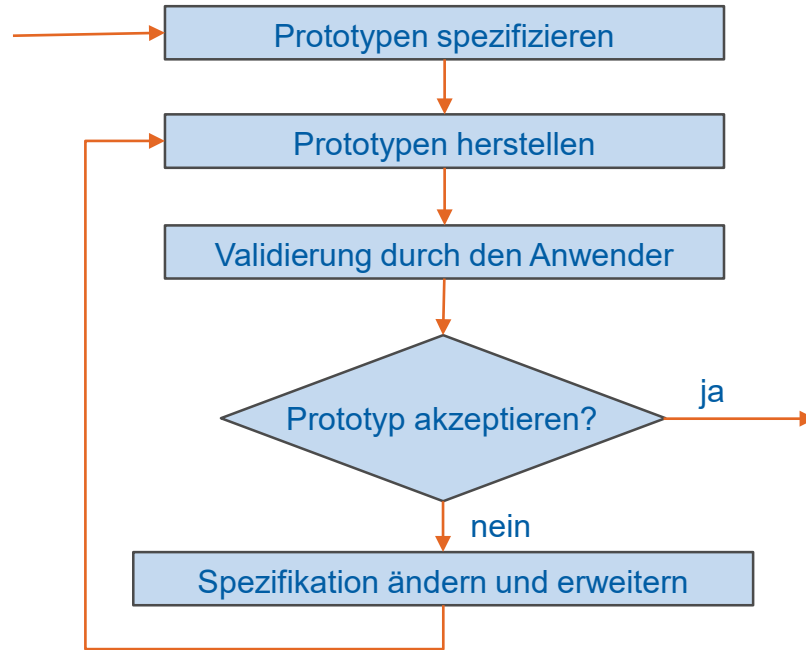 Prototypen spezifizieren
Prototypen herstellen
Validierung durch den Anwender
Prototyp akzeptieren?
ja
nein
Spezifikation ändern und erweitern